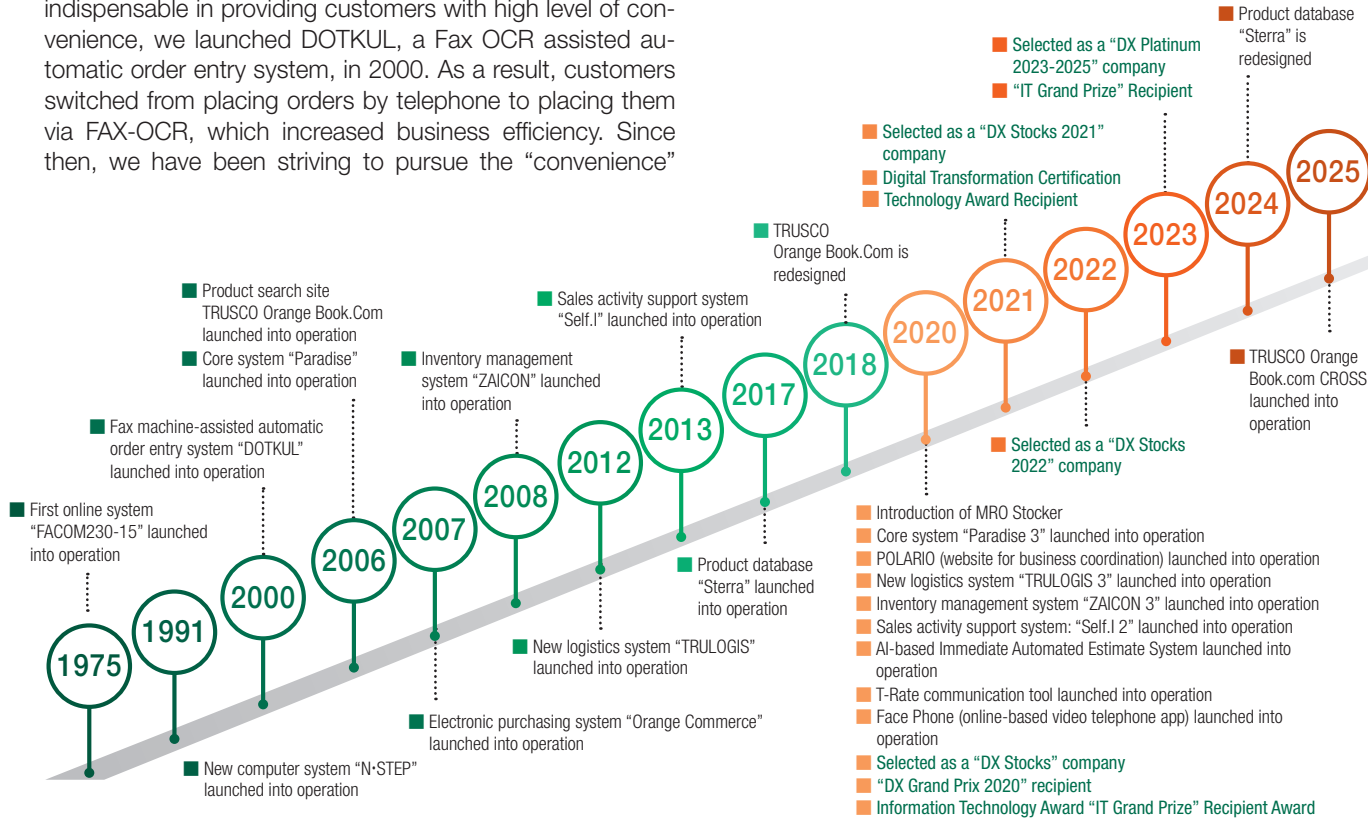 indispensable in providing customers with high level of con-
venience, we launched DOTKUL, a Fax OCR assisted au-
tomatic order entry system, in 2000. As a result, customers
switched from placing orders by telephone to placing them
via FAX-OCR, which increased business efficiency. Since
then, we have been striving to pursue the “convenience”
First online system
“FACOM230-15” launched
into operation
1975
1991
New computer system “N･STEP”
launched into operation
Fax machine-assisted automatic
order entry system “DOTKUL”
launched into operation
2000
Product search site
TRUSCO Orange Book.Com
launched into operation
Core system “Paradise”
launched into operation
2006
2007
Electronic purchasing system “Orange Commerce”
launched into operation
Inventory management
system “ZAICON” launched
into operation
2008
2012
New logistics system “TRULOGIS”
launched into operation
Sales activity support system
“Self.I” launched into operation
2013
2017
Product database
“Sterra” launched
into operation
TRUSCO
Orange Book.Com is
redesigned
2018
2020
Introduction of MRO Stocker
Core system “Paradise 3” launched into operation
POLARIO (website for business coordination) launched into operation
New logistics system “TRULOGIS 3” launched into operation
Inventory management system “ZAICON 3” launched into operation
Sales activity support system: “Self.I 2” launched into operation
AI-based Immediate Automated Estimate System launched into
operation
T-Rate communication tool launched into operation
Face Phone (online-based video telephone app) launched into
operation
Selected as a “DX Stocks” company
“DX Grand Prix 2020” recipient
Information Technology Award “IT Grand Prize” Recipient Award
Selected as a “DX Stocks 2021”
company
Digital Transformation Certification
Technology Award Recipient
2021
2022
Selected as a “DX Stocks
2022” company
Selected as a “DX Platinum
2023-2025” company
“IT Grand Prize” Recipient
2023
Product database
“Sterra” is
redesigned
2024
2025
TRUSCO Orange
Book.com CROSS
launched into
operation